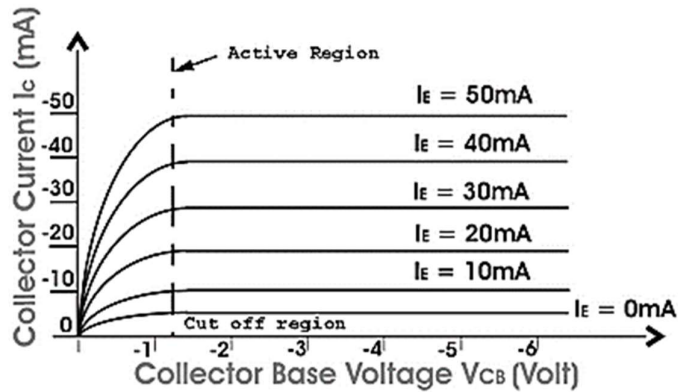 Collector Current Ic (mA)
Active Region
-50
-40
-30
-20
-10
0
IE = 50mA
IE = 40mA
IE = 30mA
IE = 20mA
IE = 10mA
IE = 0mA
Cut off region
-1
-2
-3
-4
-5
-6
Collector Base Voltage VCB (Volt)